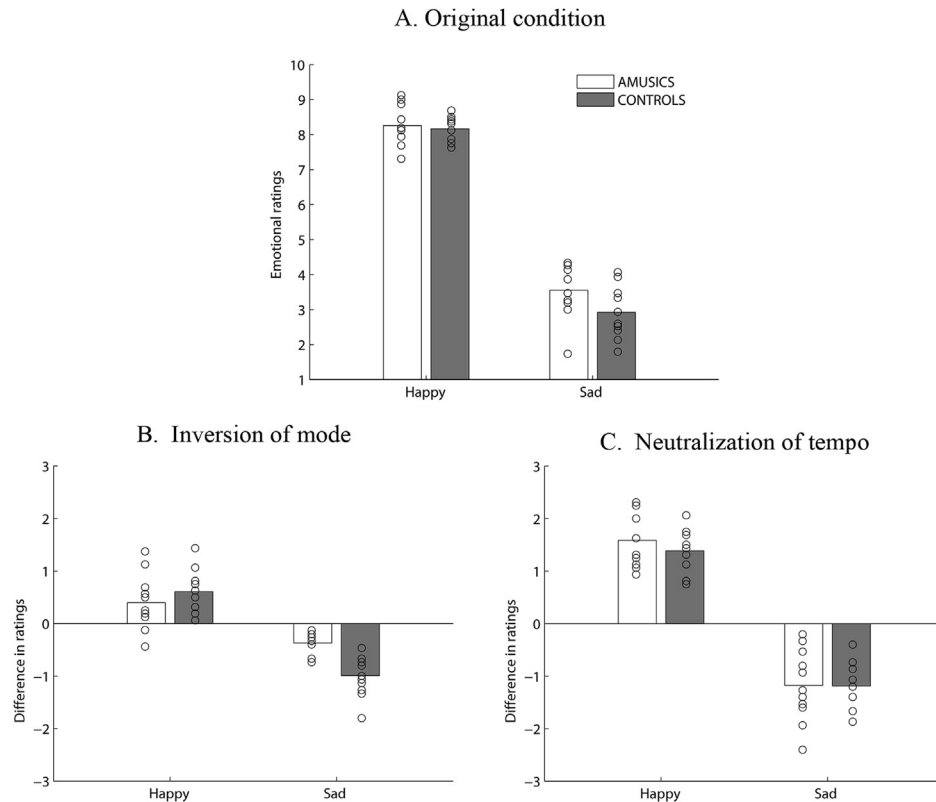 A. Original condition
10
9
8
7
6
5
4
3
2
1
Emotional ratings
AMUSICS
CONTROLS
Happy
Sad
B. Inversion of mode
3
2
1
0
−1
−2
−3
Difference in ratings
Happy
Sad
C. Neutralization of tempo
3
2
1
0
−1
−2
−3
Difference in ratings
Happy
Sad